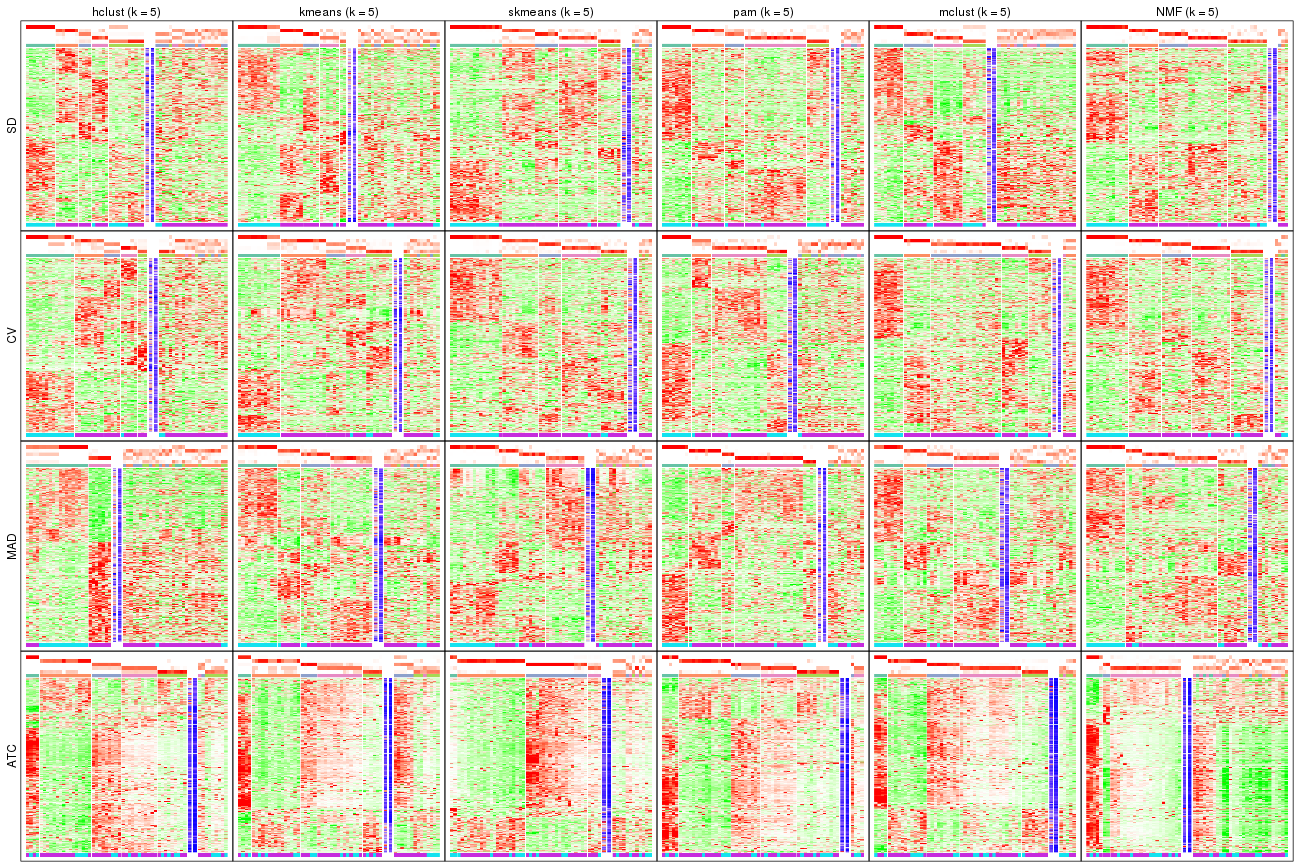 hclust (k = 5) kmeans (k = 5) skmeans (k = 5) pam (k = 5) mclust (k = 5) NMF (k = 5)
SD
CV
MAD
ATC